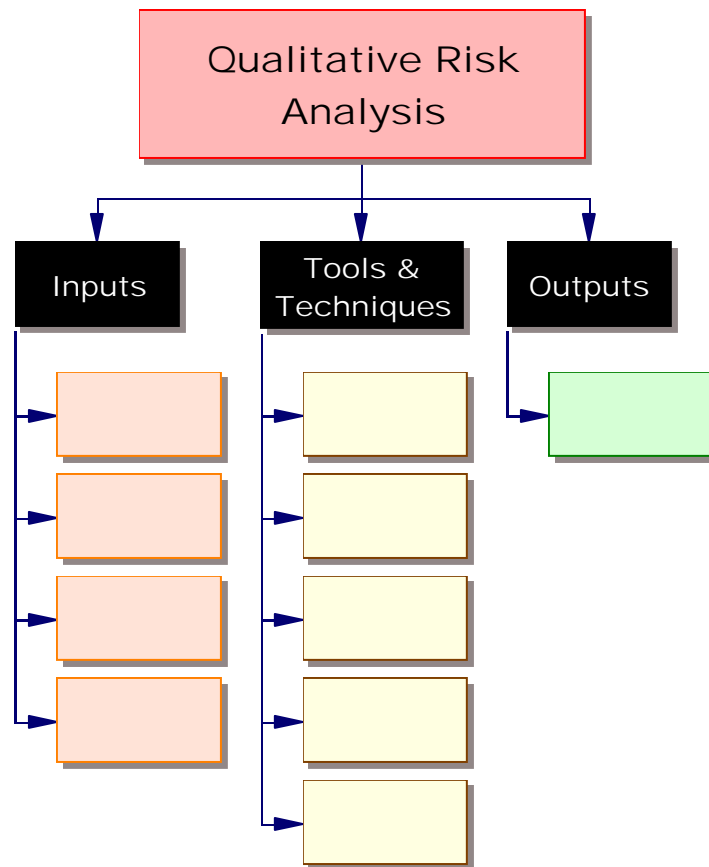 Qualitative Risk
Analysis
Inputs
Tools &
Techniques
Outputs